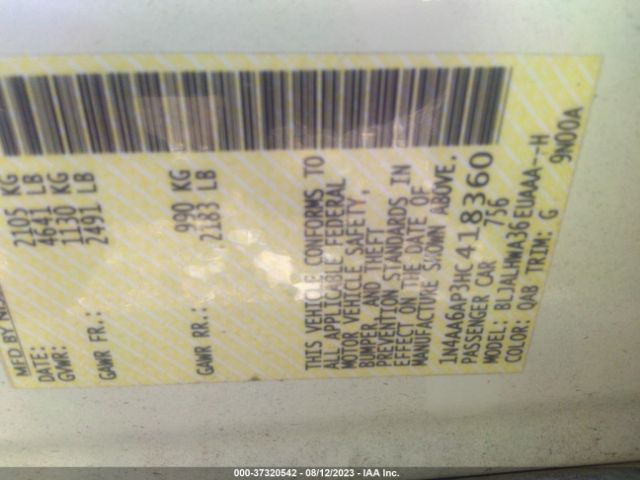 MFD BY
DATE:
GVWR: 2105 KG
4641 LB
GAWR FR.: 1130 KG
2491 LB
GAWR RR.: 990 KG
2183 LB
THIS VEHICLE CONFORMS TO
ALL APPLICABLE FEDERAL
MOTOR VEHICLE SAFETY,
BUMPER, AND THEFT
PREVENTION STANDARDS IN
EFFECT ON THE DATE OF
MANUFACTURE SHOWN ABOVE.
1N4AA6AP3HC418360
PASSENGER CAR 756
MODEL: BLJALHWA36EUAAA--H
COLOR: QAB TRIM: G 9N00A
000-37320542 - 08/12/2023 - IAA Inc.